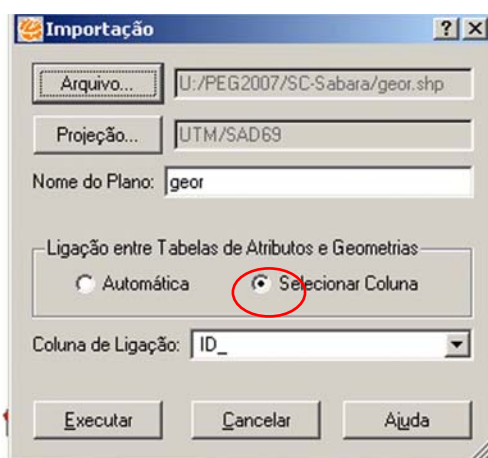 Importação
Arquivo... U:/PEG2007/SC-Sabara/geor.shp
Projeção... UTM/SAD69
Nome do Plano: geor
Ligação entre Tabelas de Atributos e Geometrias
Automática Selecionar Coluna
Coluna de Ligação: ID_
Executar Cancelar Ajuda